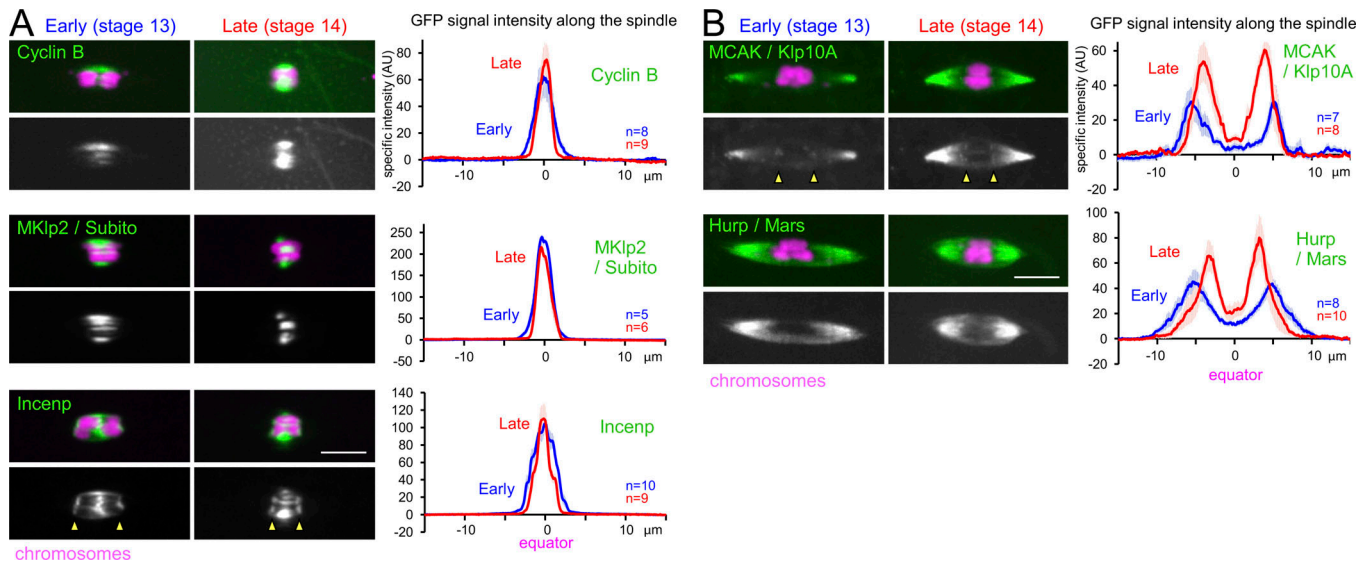 A
Early (stage 13)
Late (stage 14)
GFP signal intensity along the spindle
Cyclin B
specific intensity (AU)
80
60
40
20
0
-20
Late
Early
Cyclin B
n=8
n=9
-10
0
10
µm
MKlp2 / Subito
250
200
150
100
50
0
-50
Late
Early
MKlp2
/ Subito
n=5
n=6
-10
0
10
µm
Incenp
140
120
100
80
60
40
20
0
-20
Late
Early
Incenp
n=10
n=9
-10
0
10
µm
equator
chromosomes
B
Early (stage 13)
Late (stage 14)
GFP signal intensity along the spindle
MCAK / Klp10A
specific intensity (AU)
60
40
20
0
-20
Late
Early
MCAK
/ Klp10A
n=7
n=8
-10
0
10
µm
Hurp / Mars
100
80
60
40
20
0
-20
Late
Early
Hurp
/ Mars
n=8
n=10
-10
0
10
µm
equator
chromosomes